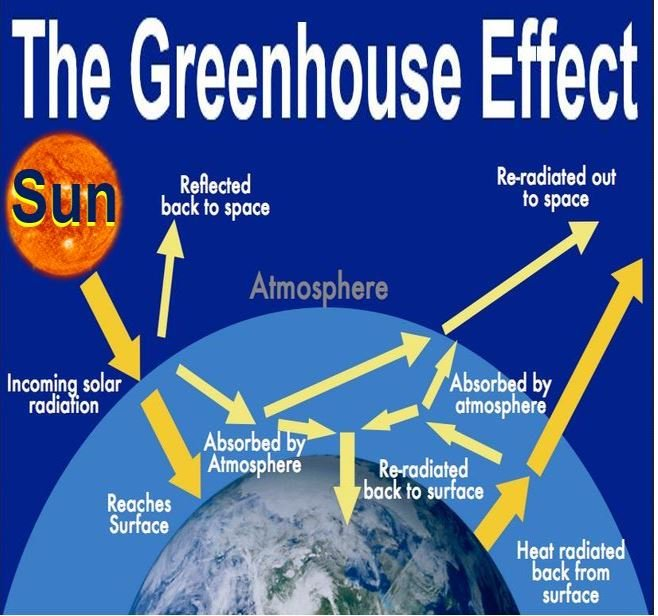 The Greenhouse Effect
Sun
Reflected
back to space
Re-radiated out
to space
Atmosphere
Incoming solar
radiation
Absorbed by
atmosphere
Absorbed by
Atmosphere
Re-radiated
back to surface
Reaches
Surface
Heat radiated
back from
surface